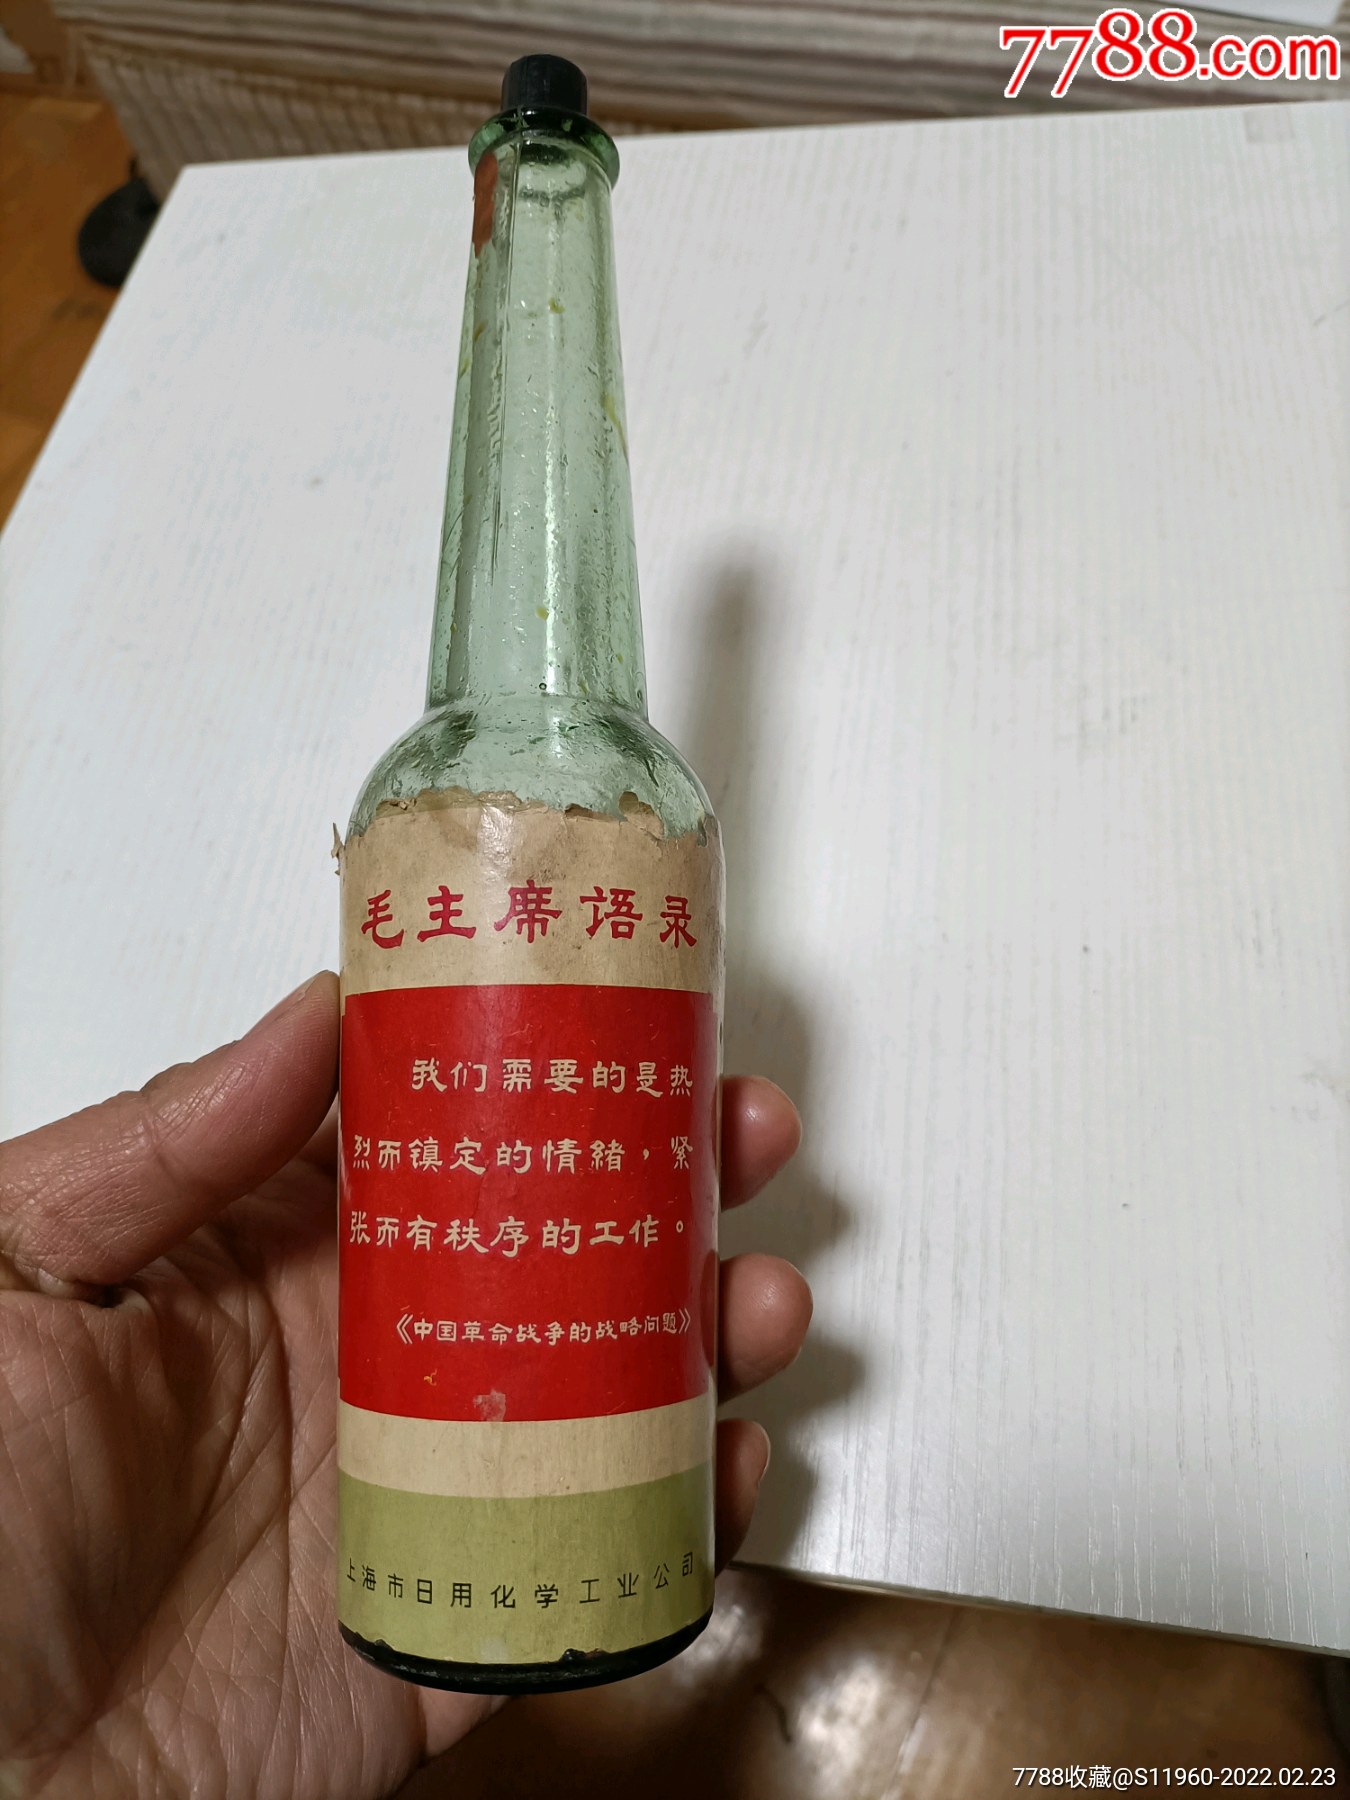 7788.com
毛主席语录
我们需要的是热
烈而镇定的情緒，紧
张而有秩序的工作。
《中国革命战争的战略问题》
上海市日用化学工业公司
7788收藏@S11960-2022.02.23